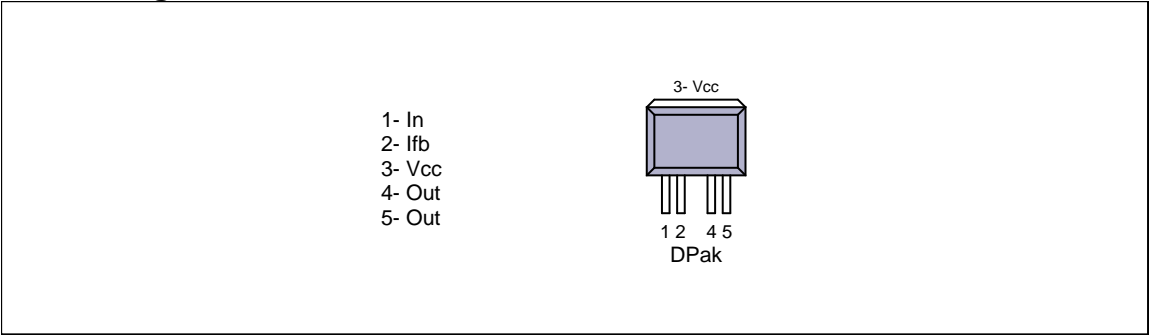 1- In
2- Ifb
3- Vcc
4- Out
5- Out
3- Vcc
1 2 4 5
DPak